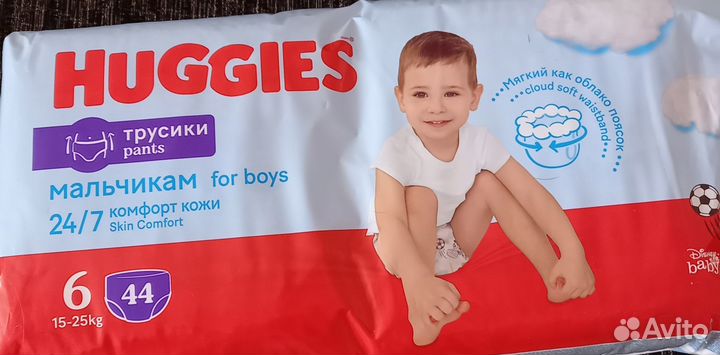 HUGGIES®
трусики
pants
мальчикам for boys
24/7 комфорт кожи
Skin Comfort
6
15-25kg
44
Мягкий как облако поясок
cloud soft waistband
Disney
baby
Avito